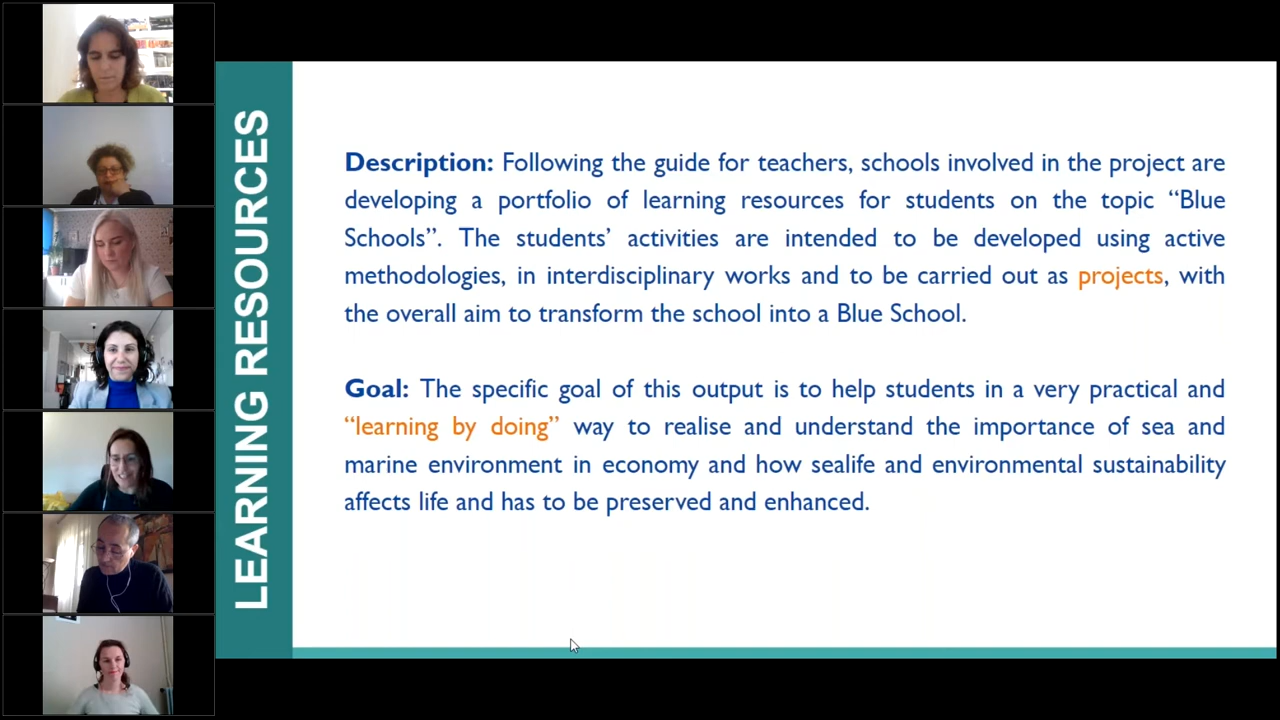 LEARNING RESOURCES
Description: Following the guide for teachers, schools involved in the project are
developing a portfolio of learning resources for students on the topic “Blue
Schools”. The students’ activities are intended to be developed using active
methodologies, in interdisciplinary works and to be carried out as projects, with
the overall aim to transform the school into a Blue School.
Goal: The specific goal of this output is to help students in a very practical and
“learning by doing” way to realise and understand the importance of sea and
marine environment in economy and how sealife and environmental sustainability
affects life and has to be preserved and enhanced.